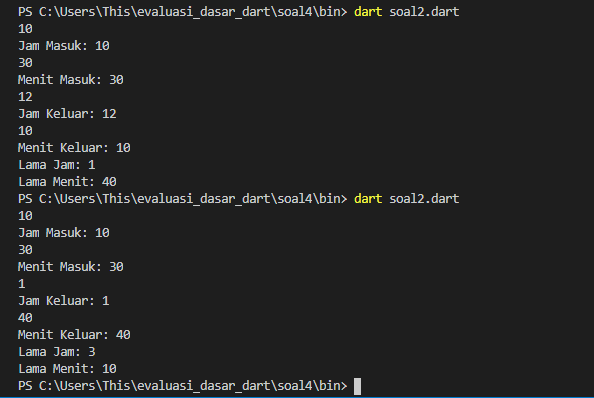 PS C:\Users\This\evaluasi_dasar_dart\soal4\bin> dart soal2.dart
10
Jam Masuk: 10
30
Menit Masuk: 30
12
Jam Keluar: 12
10
Menit Keluar: 10
Lama Jam: 1
Lama Menit: 40
PS C:\Users\This\evaluasi_dasar_dart\soal4\bin> dart soal2.dart
10
Jam Masuk: 10
30
Menit Masuk: 30
1
Jam Keluar: 1
40
Menit Keluar: 40
Lama Jam: 3
Lama Menit: 10
PS C:\Users\This\evaluasi_dasar_dart\soal4\bin>